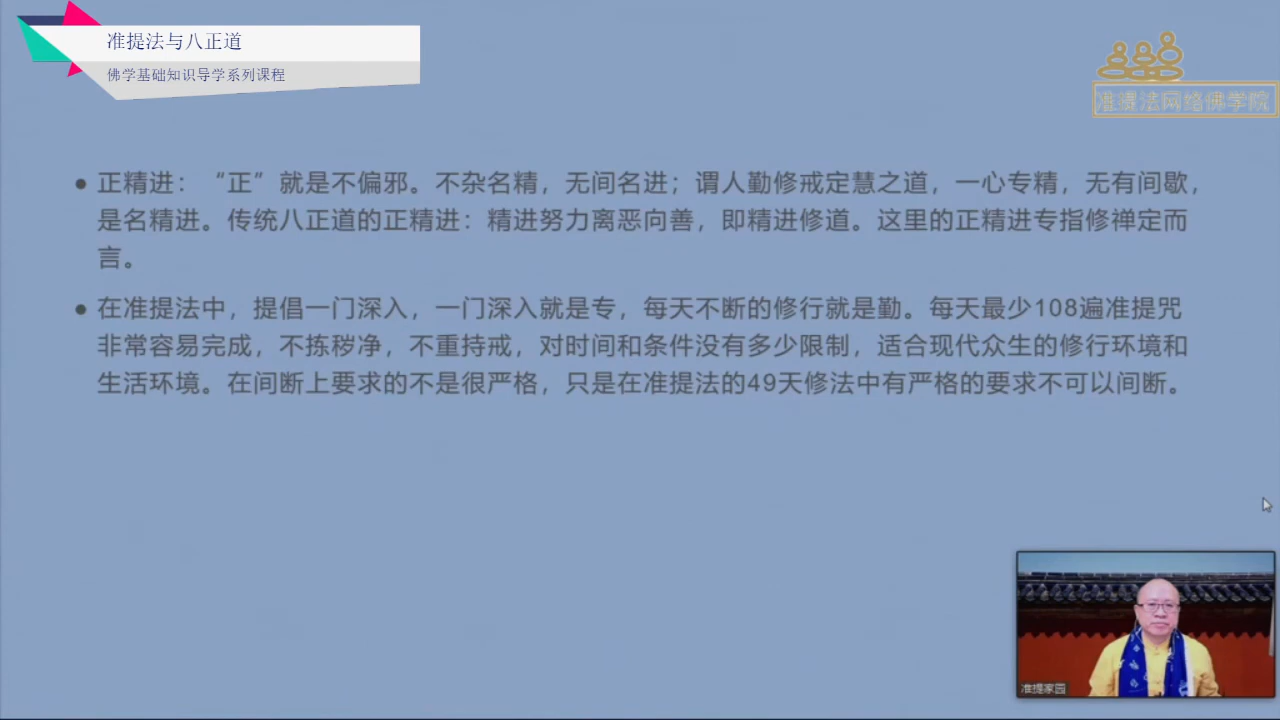 准提法与八正道
佛学基础知识导学系列课程
准提法网络佛学院
● 正精进：“正”就是不偏邪。不杂名精，无间名进；谓人勤修戒定慧之道，一心专精，无有间歇，
是名精进。传统八正道的正精进：精进努力离恶向善，即精进修道。这里的正精进专指修禅定而
言。
● 在准提法中，提倡一门深入，一门深入就是专，每天不断的修行就是勤。每天最少108遍准提咒
非常容易完成，不拣秽净，不重持戒，对时间和条件没有多少限制，适合现代众生的修行环境和
生活环境。在间断上要求的不是很严格，只是在准提法的49天修法中有严格的要求不可以间断。
准提家园